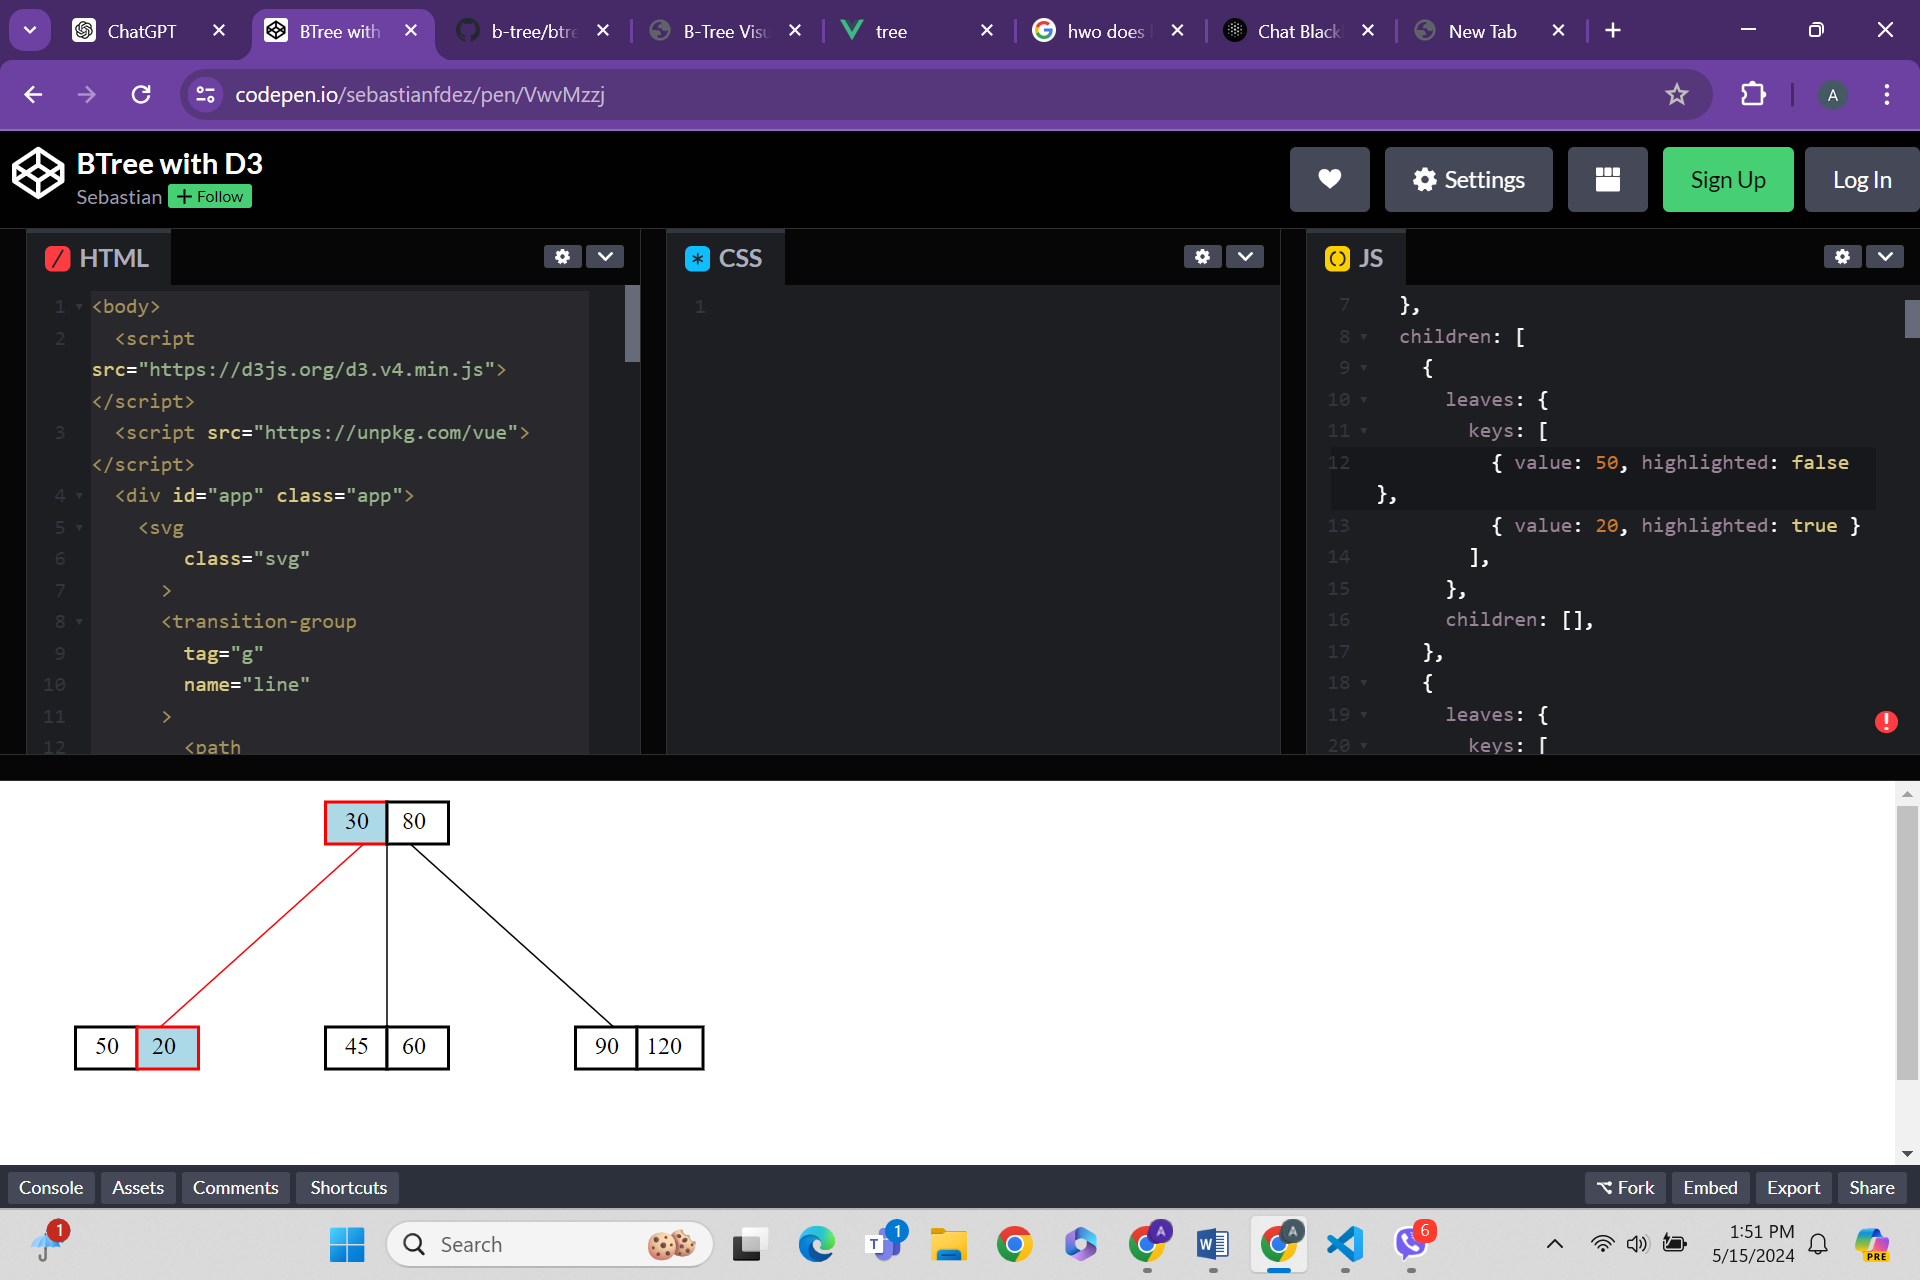 ChatGPT
BTree with
b-tree/btre
B-Tree Visu
tree
hwo does
Chat Black
New Tab
codepen.io/sebastianfdez/pen/VwvMzzj
A
BTree with D3
Sebastian
+ Follow
Settings
Sign Up
Log In
HTML
1 <body>
2 <script
src="https://d3js.org/d3.v4.min.js">
</script>
3 <script src="https://unpkg.com/vue">
</script>
4 <div id="app" class="app">
5 <svg
6 class="svg"
7 >
8 <transition-group
9 tag="g"
10 name="line"
11 >
12 <path
CSS
1
JS
7 },
8 children: [
9 {
10 leaves: {
11 keys: [
12 { value: 50, highlighted: false
},
13 { value: 20, highlighted: true }
14 ],
15 },
16 children: [],
17 },
18 {
19 leaves: {
20 keys: [
30 80
50 20 45 60 90 120
Console Assets Comments Shortcuts
Fork Embed Export Share
1
Search
T 1
A
A
6
1:51 PM
5/15/2024
PRE